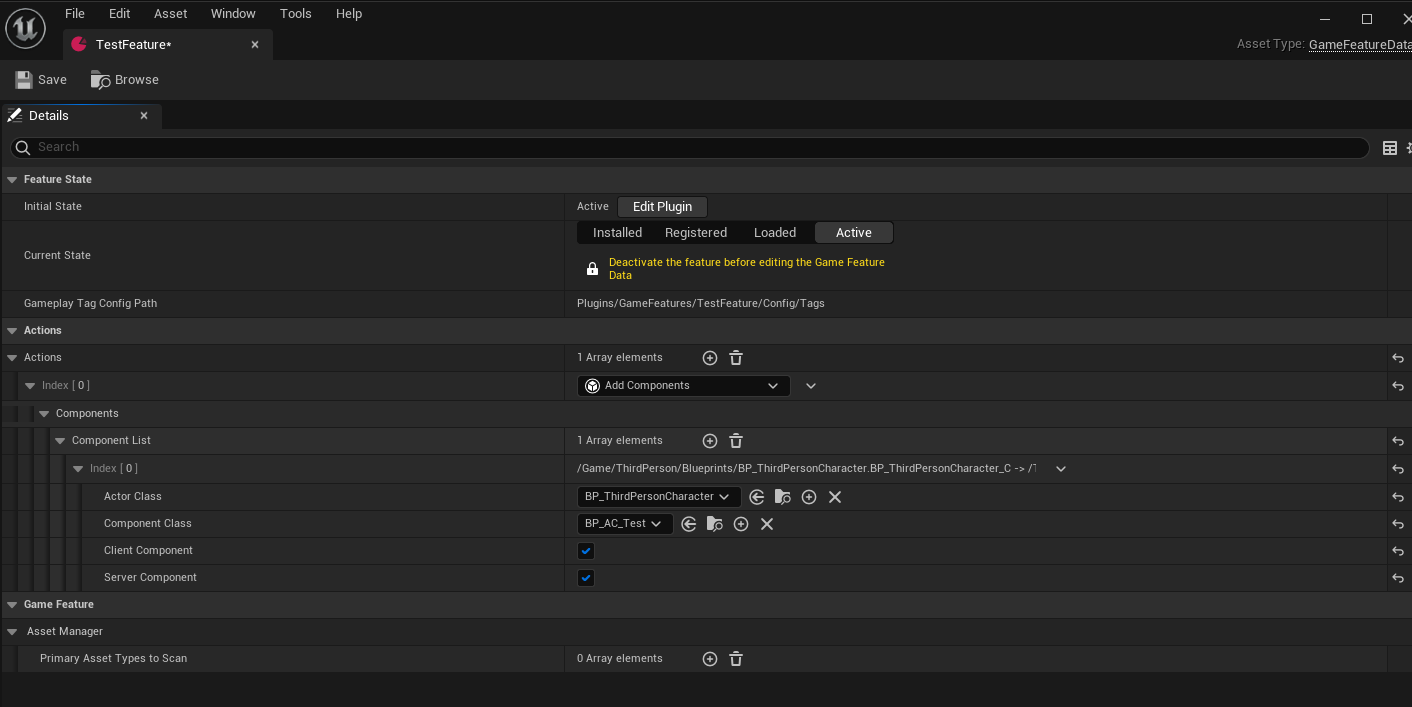 File Edit Asset Window Tools Help
TestFeature*
Asset Type: GameFeatureData
Save Browse
Details
Search
Feature State
Initial State Active Edit Plugin
Installed Registered Loaded Active
Current State
Deactivate the feature before editing the Game Feature
Data
Gameplay Tag Config Path Plugins/GameFeatures/TestFeature/Config/Tags
Actions
Actions 1 Array elements
Index [ 0 ] Add Components
Components
Component List 1 Array elements
Index [ 0 ] /Game/ThirdPerson/Blueprints/BP_ThirdPersonCharacter.BP_ThirdPersonCharacter_C -> /
Actor Class BP_ThirdPersonCharacter
Component Class BP_AC_Test
Client Component
Server Component
Game Feature
Asset Manager
Primary Asset Types to Scan 0 Array elements